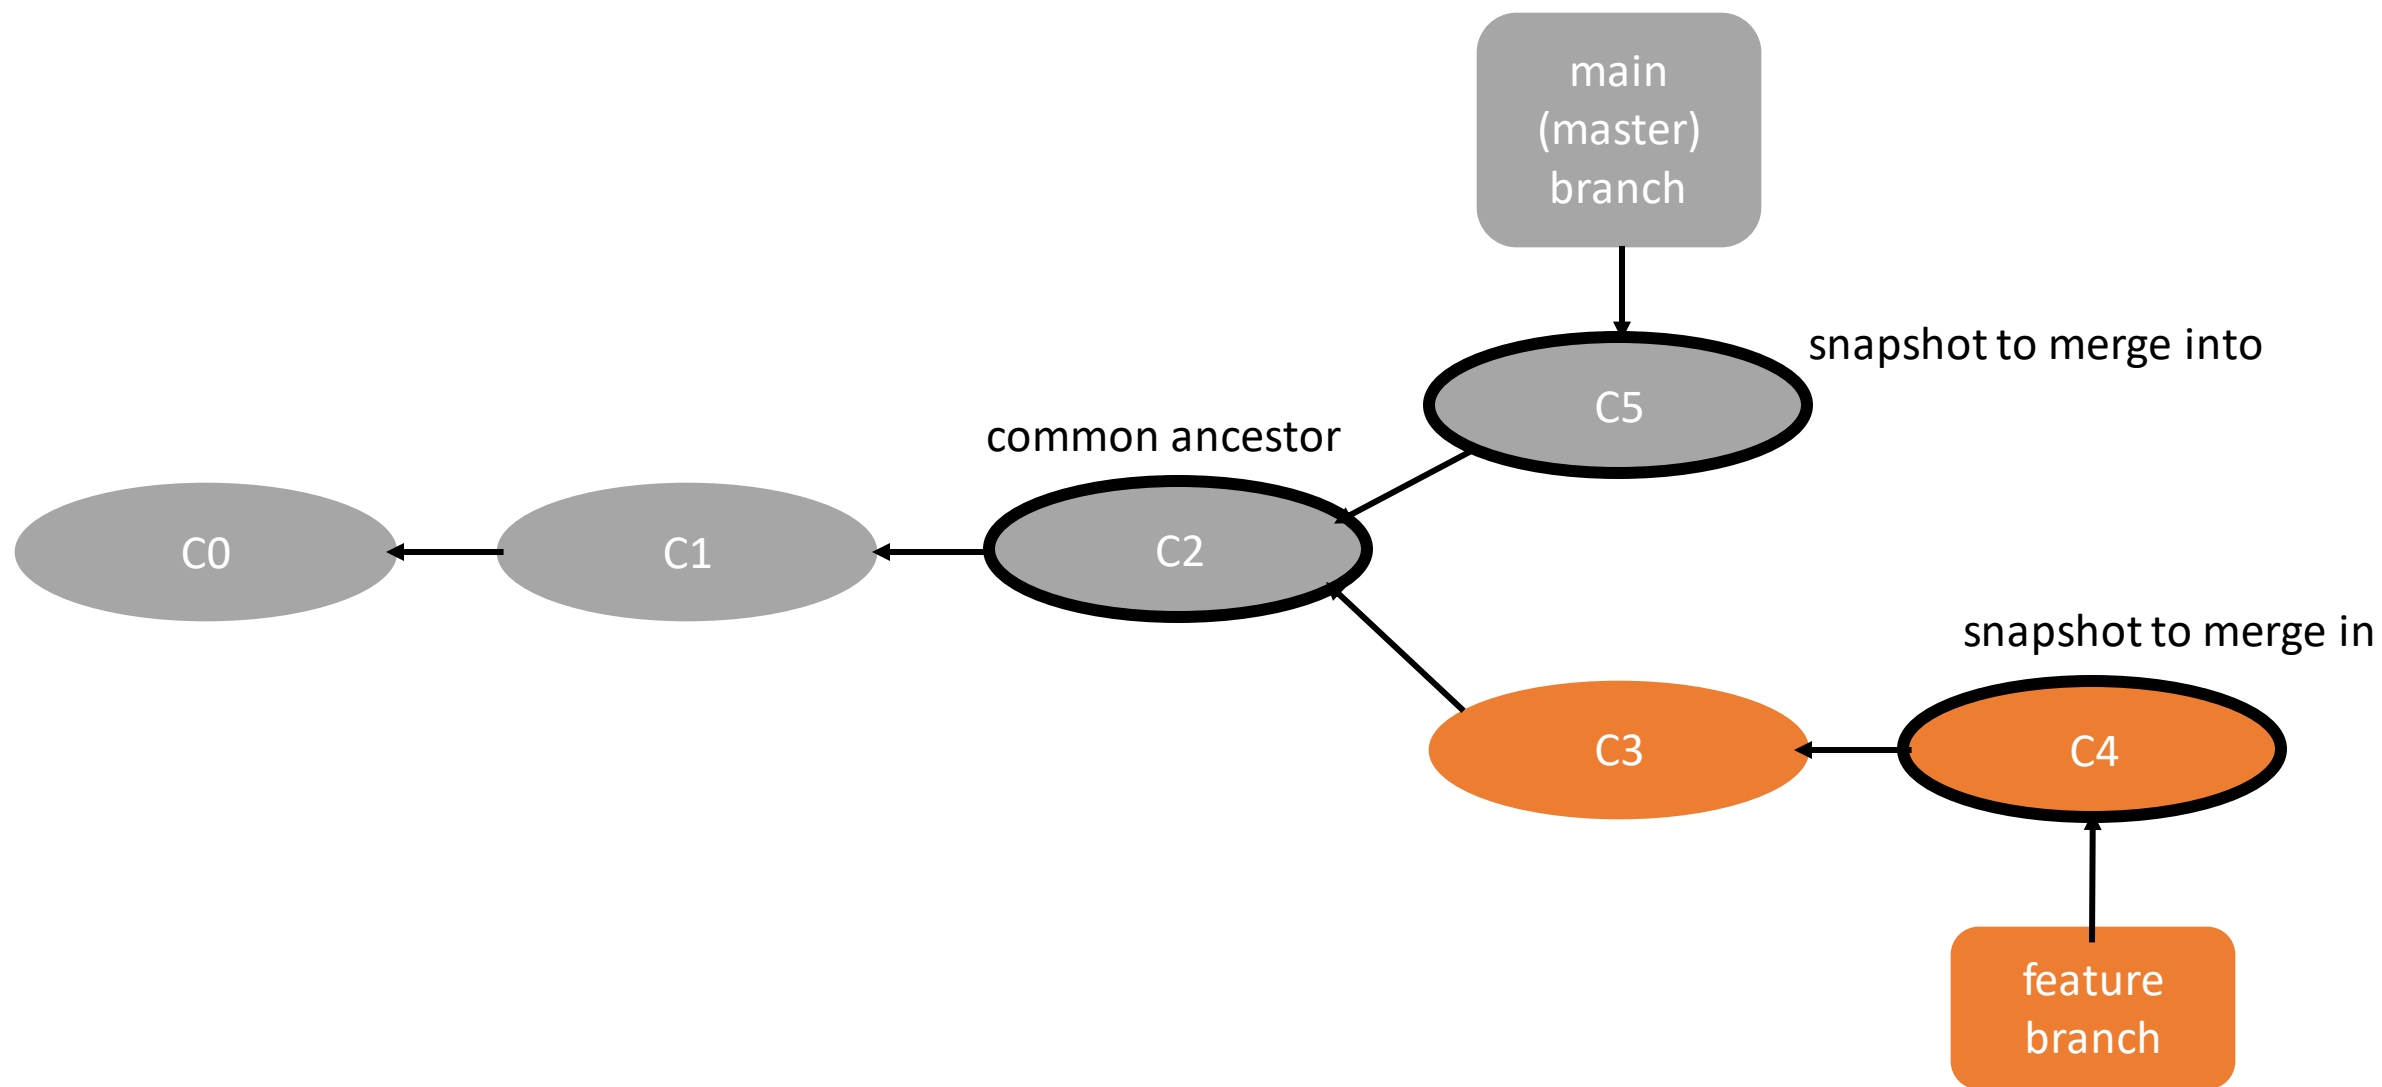 main
(master)
branch
snapshot to merge into
C5
common ancestor
C0
C1
C2
snapshot to merge in
C3
C4
feature
branch